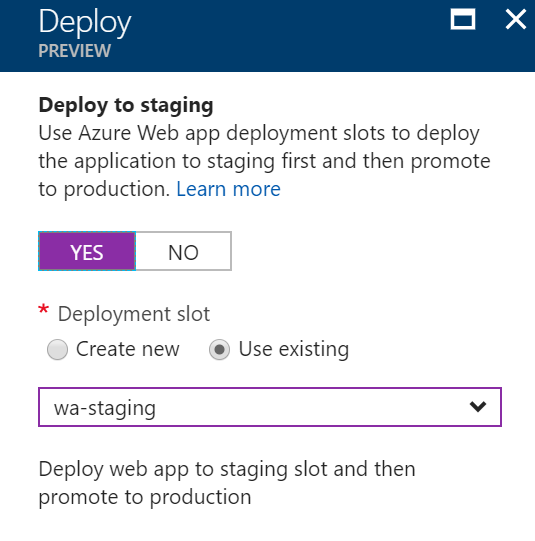 Deploy
PREVIEW
Deploy to staging
Use Azure Web app deployment slots to deploy
the application to staging first and then promote
to production. Learn more
YES NO
* Deployment slot
Create new Use existing
wa-staging
Deploy web app to staging slot and then
promote to production